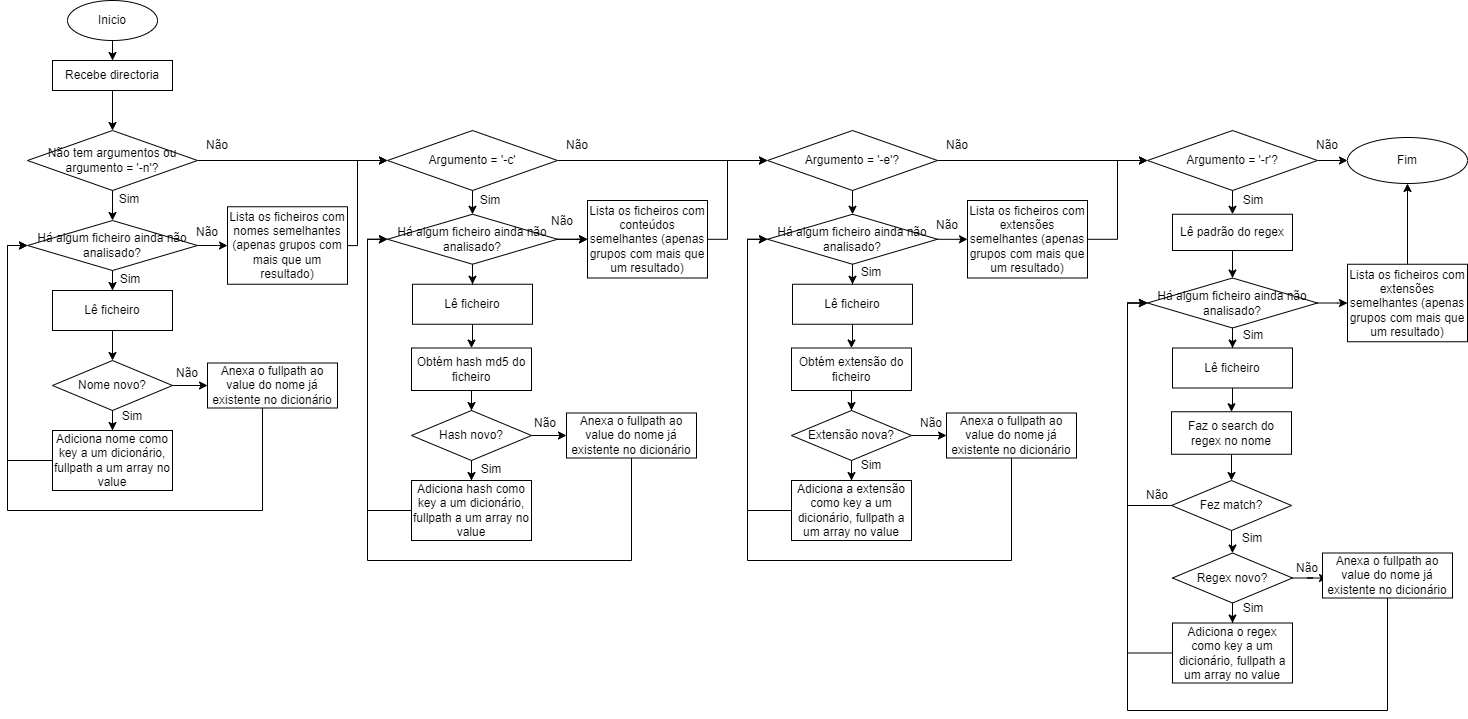 Inicio
Recebe directoria
Não tem argumentos ou
argumento = '-n'?
Não
Sim
Há algum ficheiro ainda não
analisado?
Não
Lista os ficheiros com
nomes semelhantes
(apenas grupos com
mais que um
resultado)
Sim
Lê ficheiro
Nome novo?
Não
Anexa o fullpath ao
value do nome já
existente no dicionário
Sim
Adiciona nome como
key a um dicionário,
fullpath a um array no
value
Argumento = '-c'
Não
Sim
Há algum ficheiro ainda não
analisado?
Não
Lista os ficheiros com
conteúdos
semelhantes (apenas
grupos com mais que
um resultado)
Lê ficheiro
Obtém hash md5 do
ficheiro
Hash novo?
Não
Anexa o fullpath ao
value do nome já
existente no dicionário
Sim
Adiciona hash como
key a um dicionário,
fullpath a um array no
value
Argumento = '-e'?
Não
Sim
Há algum ficheiro ainda não
analisado?
Não
Lista os ficheiros com
extensões
semelhantes (apenas
grupos com mais que
um resultado)
Sim
Lê ficheiro
Obtém extensão do
ficheiro
Extensão nova?
Não
Anexa o fullpath ao
value do nome já
existente no dicionário
Sim
Adiciona a extensão
como key a um
dicionário, fullpath a
um array no value
Argumento = '-r'?
Não
Fim
Sim
Lê padrão do regex
Há algum ficheiro ainda não
analisado?
Lista os ficheiros com
extensões
semelhantes (apenas
grupos com mais que
um resultado)
Sim
Lê ficheiro
Faz o search do
regex no nome
Fez match?
Não
Sim
Regex novo?
Não
Anexa o fullpath ao
value do nome já
existente no dicionário
Sim
Adiciona o regex
como key a um
dicionário, fullpath a
um array no value